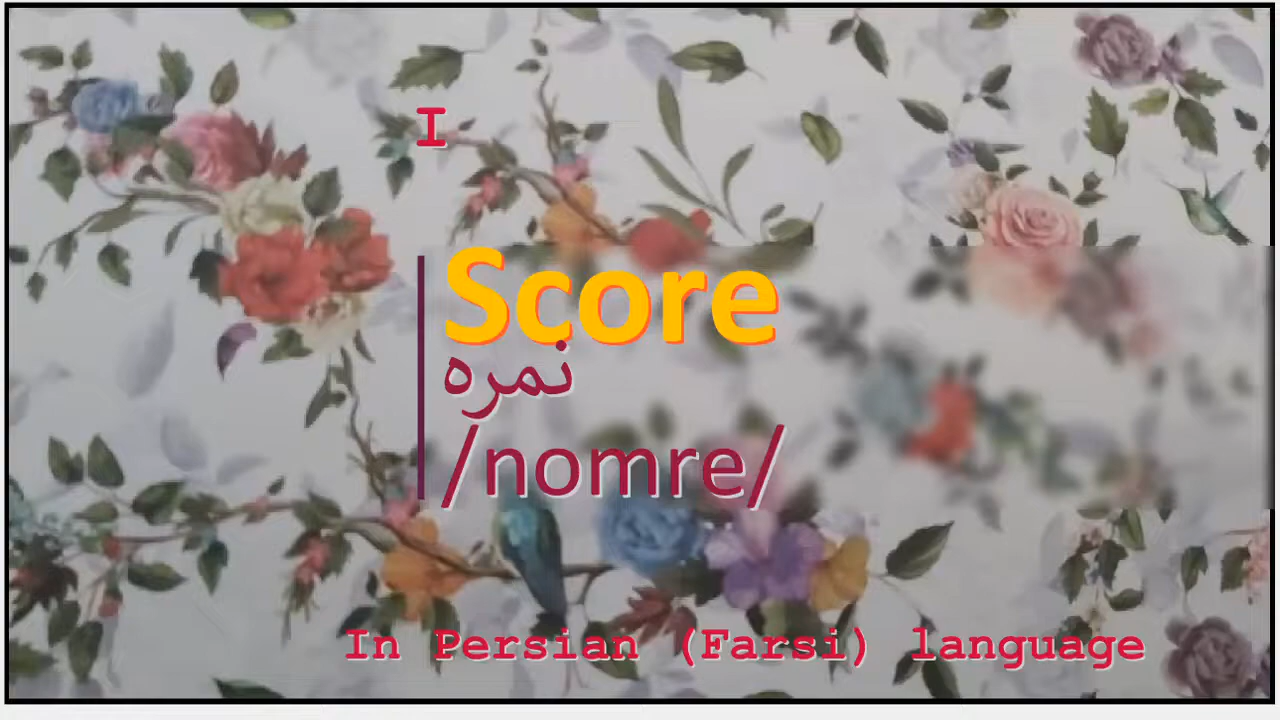 I
Score
نمره
/nomre/
In Persian (Farsi) language